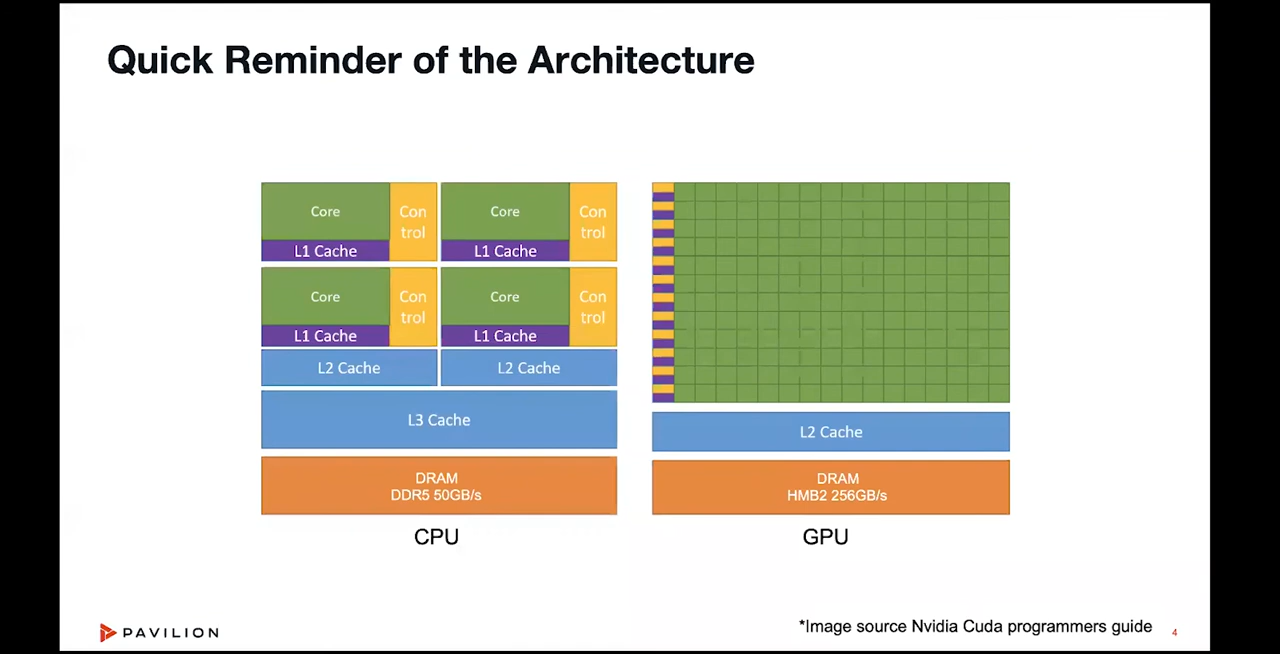 Quick Reminder of the Architecture
Core
Con
trol
L1 Cache
Core
Con
trol
L1 Cache
Core
Con
trol
L1 Cache
Core
Con
trol
L1 Cache
L2 Cache
L2 Cache
L3 Cache
DRAM
DDR5 50GB/s
CPU
L2 Cache
DRAM
HMB2 256GB/s
GPU
PAVILION
*Image source Nvidia Cuda programmers guide
4